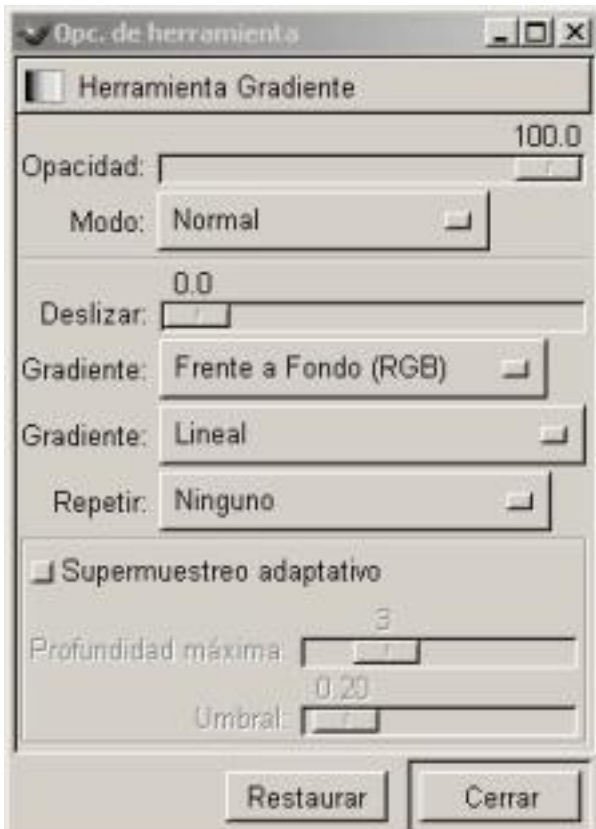 Opc. de herramienta
Herramienta Gradiente
100.0
Opacidad:
Modo: Normal
0.0
Deslizar:
Gradiente: Frente a Fondo (RGB)
Gradiente: Lineal
Repetir: Ninguno
Supermuestreo adaptativo
3
Profundidad máxima:
0.20
Umbral:
Restaurar Cerrar